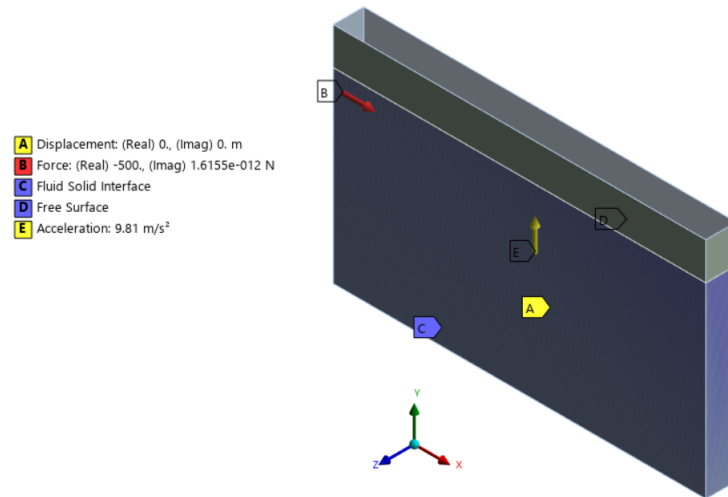 B
A Displacement: (Real) 0., (Imag) 0. m
B Force: (Real) -500., (Imag) 1.6155e-012 N
C Fluid Solid Interface
D Free Surface
E Acceleration: 9.81 m/s²
D
E
A
C
Y
Z
X